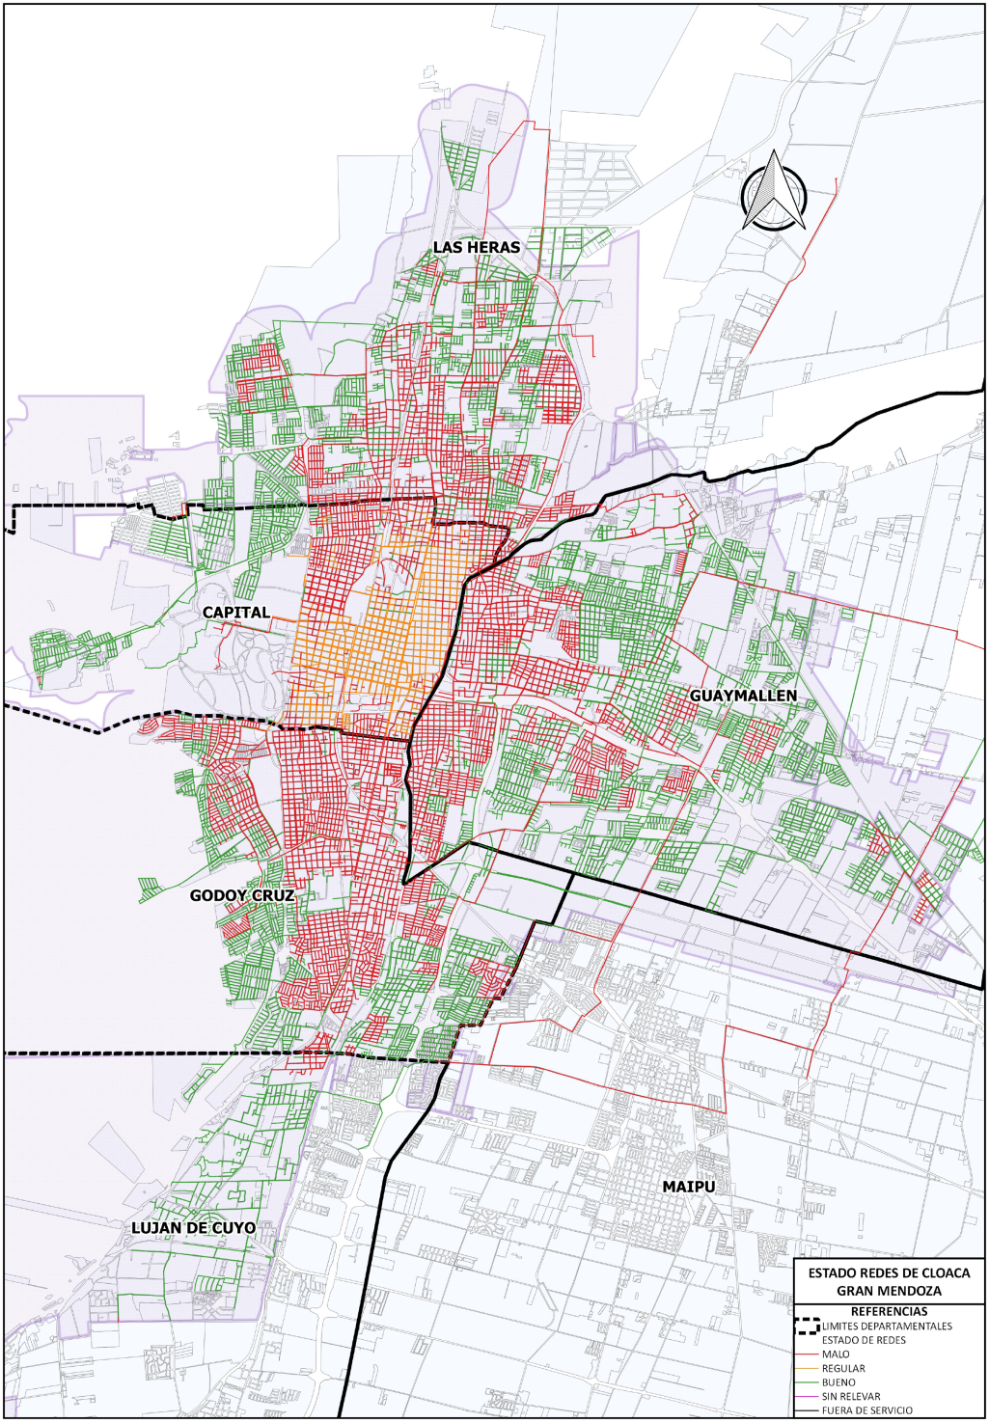 LAS HERAS
CAPITAL
GUAYMALLEN
GODOY CRUZ
MAIPU
LUJAN DE CUYO
ESTADO REDES DE CLOACA
GRAN MENDOZA
REFERENCIAS
LIMITES DEPARTAMENTALES
ESTADO DE REDES
MALO
REGULAR
BUENO
SIN RELEVAR
FUERA DE SERVICIO